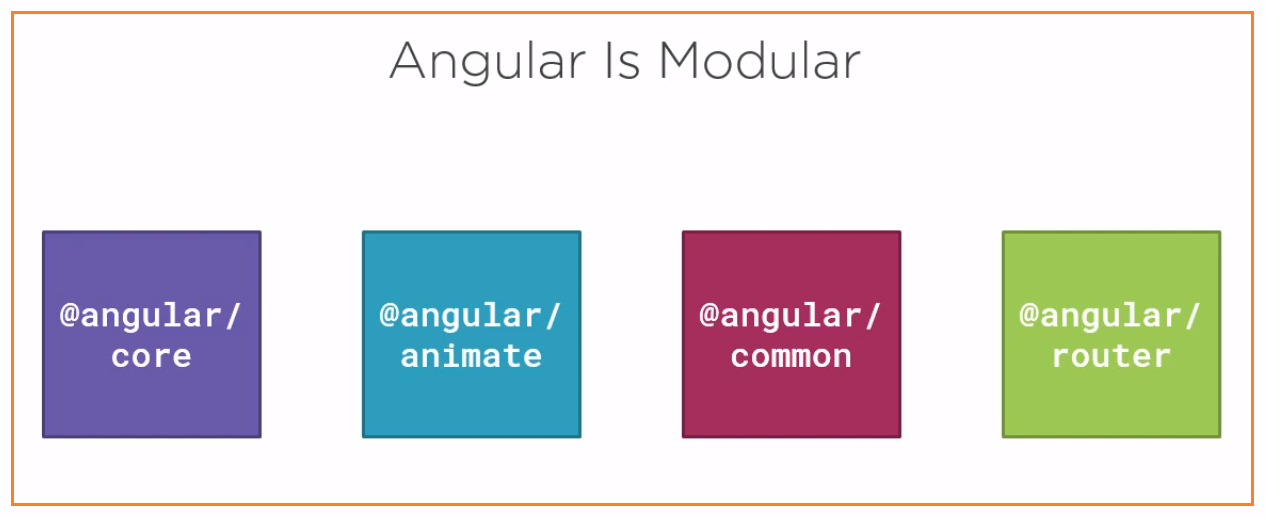 Angular Is Modular
@angular/
core
@angular/
animate
@angular/
common
@angular/
router